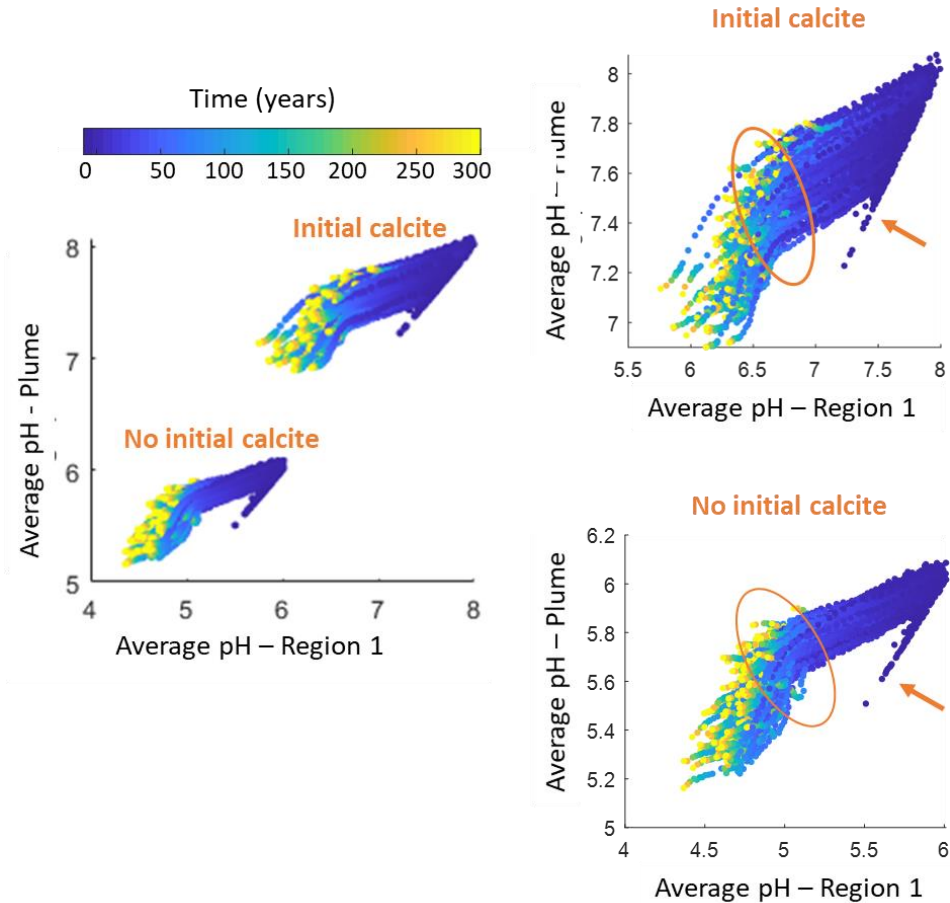 Initial calcite
Time (years)
0 50 100 150 200 250 300
8
7.8
7.6
7.4
7.2
7
Average pH –
5.5 6 6.5 7 7.5 8
Average pH – Region 1
Initial calcite
No initial calcite
8
7
6
5
Average pH - Plume
4 5 6 7 8
Average pH – Region 1
No initial calcite
6.2
6
5.8
5.6
5.4
5.2
5
Average pH – Plume
4 4.5 5 5.5 6
Average pH – Region 1